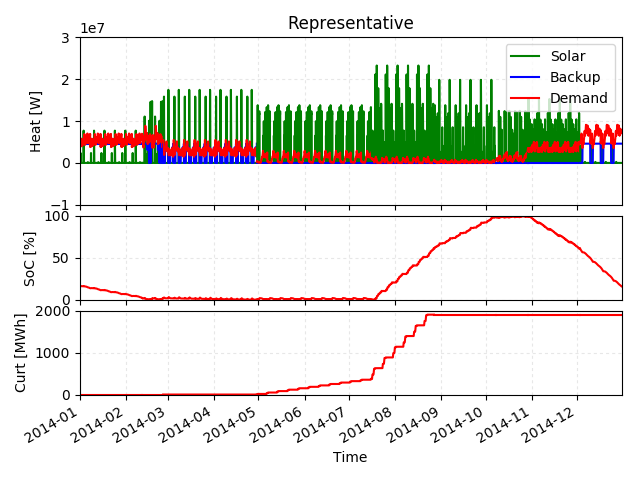 Representative
1e7
3
2
1
0
−1
Heat [W]
Solar
Backup
Demand
100
50
0
SoC [%]
2000
1000
0
Curt [MWh]
2014-01
2014-02
2014-03
2014-04
2014-05
2014-06
2014-07
2014-08
2014-09
2014-10
2014-11
2014-12
Time